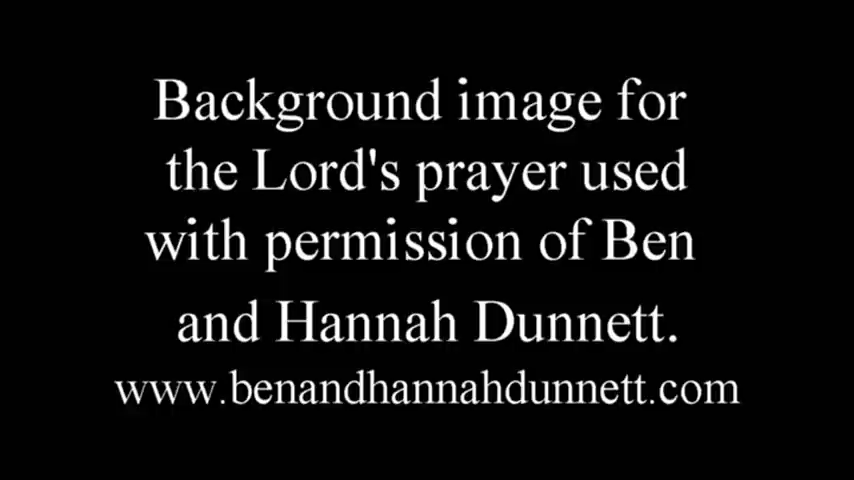 Background image for
the Lord's prayer used
with permission of Ben
and Hannah Dunnett.
www.benandhannahdunnett.com